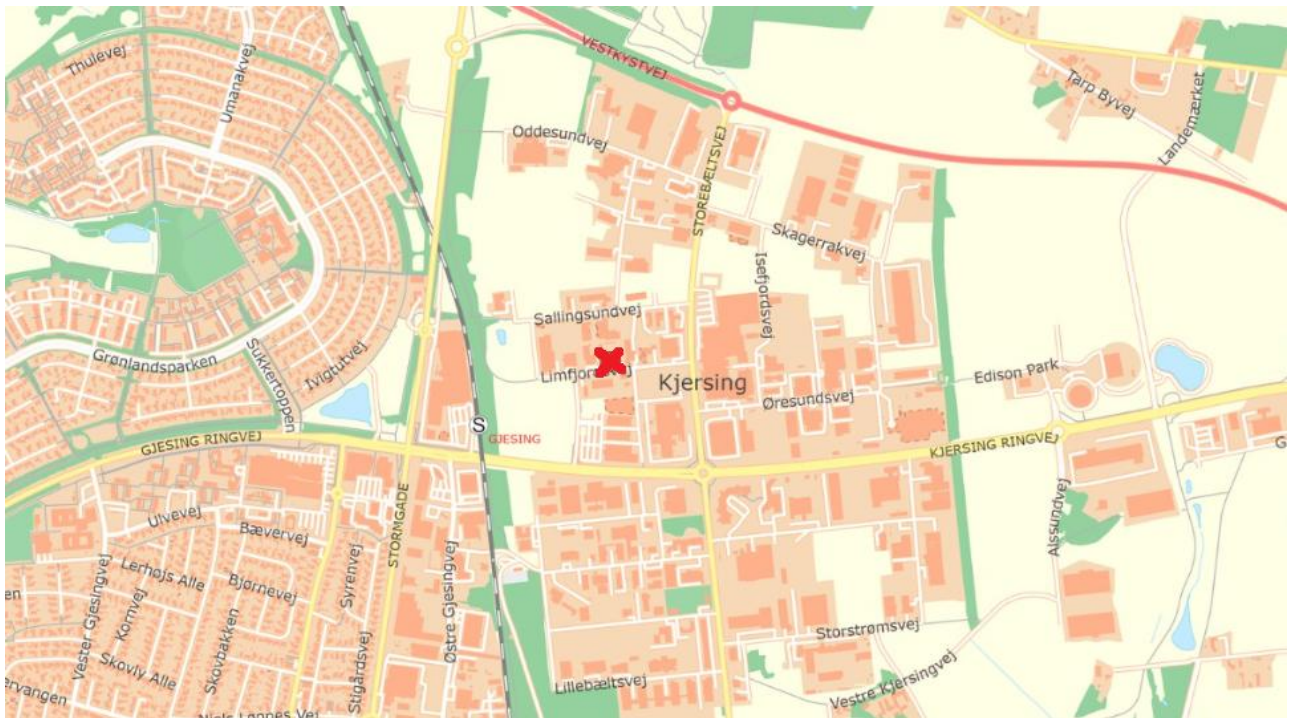 Thulevej
Umanakvej
VESTKYSTVEJ
Tarp Byvej
Landemærket
Oddesundvej
STOREBÆLTSVEJ
Skagerrakvej
Isefjordsvej
Sallingsundvej
Grønlandsparken
Sukkertoppen
Ivigtutvej
Kjersing
Edison Park
Øresundsvej
S
GJESING
GJESING RINGVEJ
KJERSING RINGVEJ
Ulvevej
Bævervej
STORMGADE
Alssundvej
Vester Gjesingvej
Lerhøjs Alle
Kornvej
Bjørnevej
Syrenvej
Østre Gjesingvej
Skovbakken
Skovly Alle
Stigårdsvej
Storstrømsvej
Vestre Kjersingvej
Lillebæltsvej